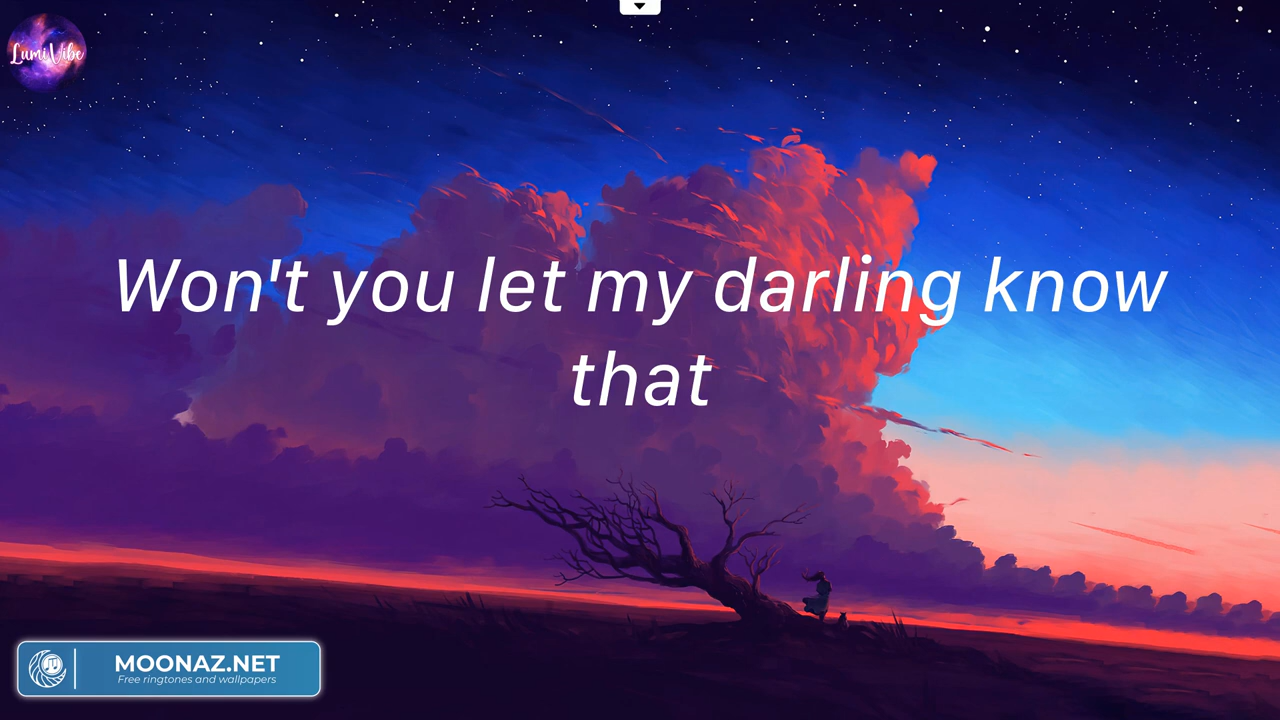 LumiVibe
Won't you let my darling know
that
MOONAZ.NET
Free ringtones and wallpapers